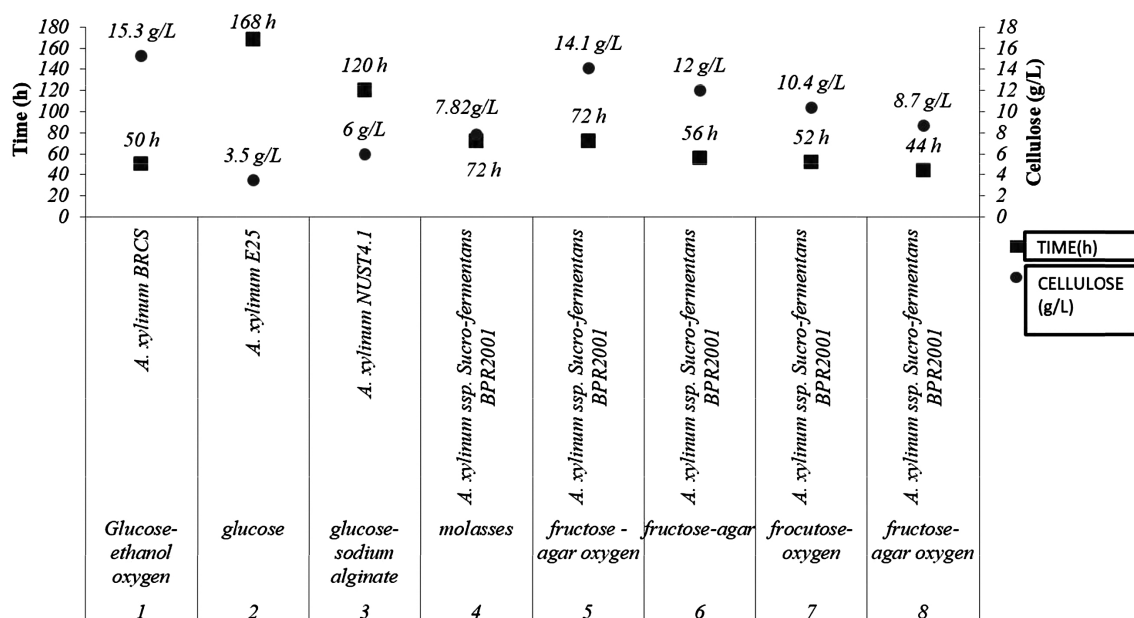 Time (h)
180
160
140
120
100
80
60
40
20
0
15.3 g/L
50 h
168 h
3.5 g/L
120 h
6 g/L
7.82g/L
72 h
14.1 g/L
72 h
12 g/L
56 h
10.4 g/L
52 h
8.7 g/L
44 h
18
16
14
12
10
8
6
4
2
0
Cellulose (g/L)
TIME(h)
CELLULOSE
(g/L)
A. xylinum BRCS
A. xylinum E25
A. xylinum NUST4.1
A. xylinum ssp. Sucro-fermentans
BPR2001
A. xylinum ssp. Sucro-fermentans
BPR2001
A. xylinum ssp. Sucro-fermentans
BPR2001
A. xylinum ssp. Sucro-fermentans
BPR2001
A. xylinum ssp. Sucro-fermentans
BPR2001
Glucose-
ethanol
oxygen
glucose
glucose-
sodium
alginate
molasses
fructose -
agar oxygen
fructose-agar
frocutose-
oxygen
fructose-
agar oxygen
1
2
3
4
5
6
7
8